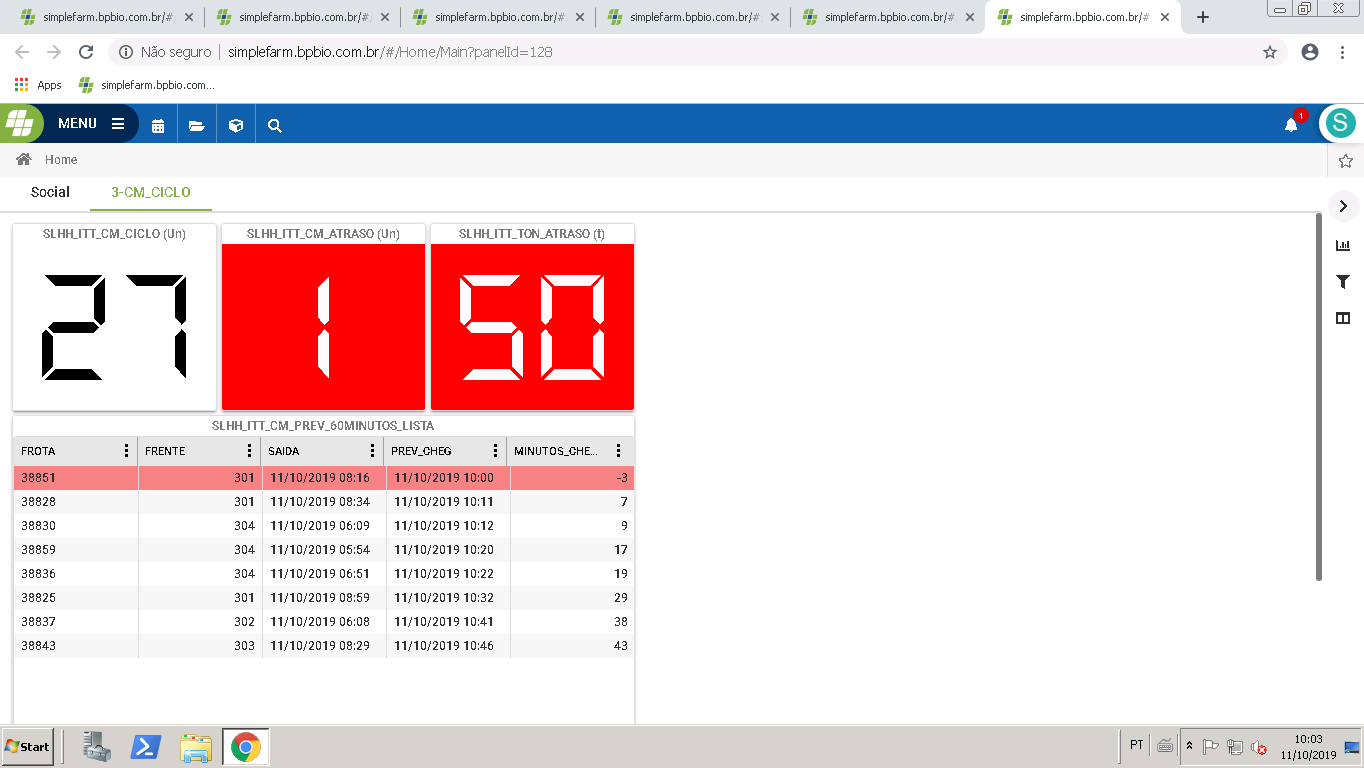 simplefarm.bpbio.com.br/# simplefarm.bpbio.com.br/# simplefarm.bpbio.com.br/# simplefarm.bpbio.com.br/# simplefarm.bpbio.com.br/# simplefarm.bpbio.com.br/#
Não seguro | simplefarm.bpbio.com.br/#/Home/Main?panelId=128
Apps simplefarm.bpbio.com...
MENU 1 S
Home
Social 3-CM_CICLO
SLHH_ITT_CM_CICLO (Un) SLHH_ITT_CM_ATRASO (Un) SLHH_ITT_TON_ATRASO (t)
27 1 50
SLHH_ITT_CM_PREV_60MINUTOS_LISTA
FROTA FRENTE SAIDA PREV_CHEG MINUTOS_CHE...
38851 301 11/10/2019 08:16 11/10/2019 10:00 -3
38828 301 11/10/2019 08:34 11/10/2019 10:11 7
38830 304 11/10/2019 06:09 11/10/2019 10:12 9
38859 304 11/10/2019 05:54 11/10/2019 10:20 17
38836 304 11/10/2019 06:51 11/10/2019 10:22 19
38825 301 11/10/2019 08:59 11/10/2019 10:32 29
38837 302 11/10/2019 06:08 11/10/2019 10:41 38
38843 303 11/10/2019 08:29 11/10/2019 10:46 43
Start PT 10:03
11/10/2019